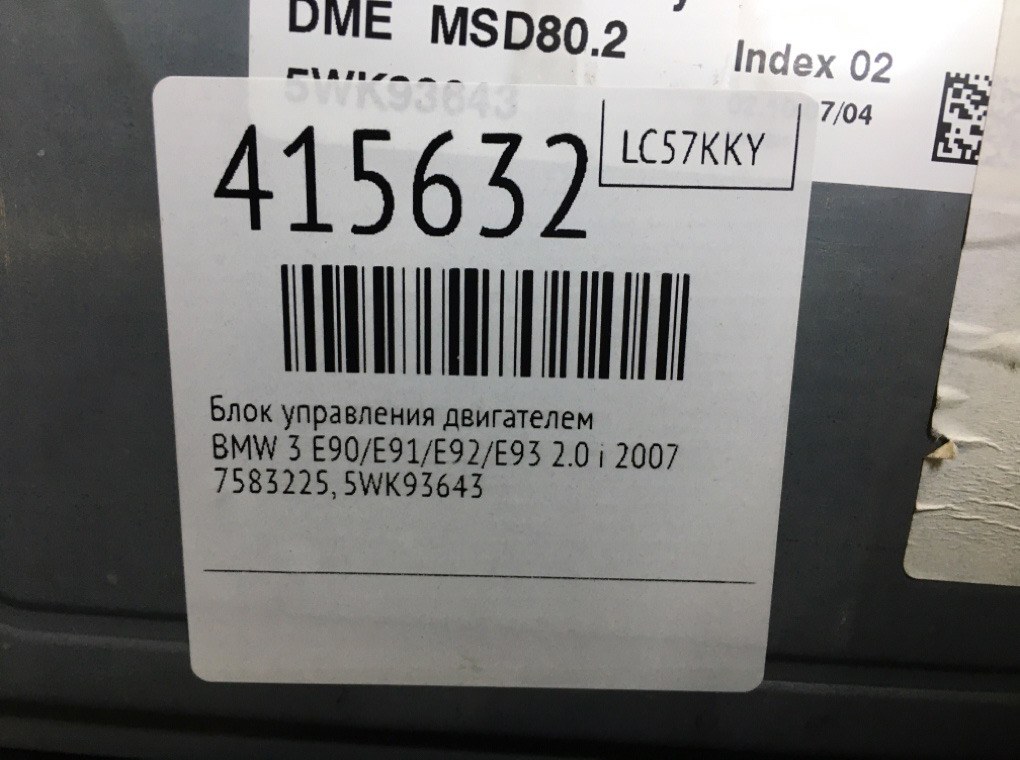 DME MSD80.2
Index 02
5WK93643
7/04
LC57KKY
415632
Блок управления двигателем
BMW 3 E90/E91/E92/E93 2.0 i 2007
7583225, 5WK93643